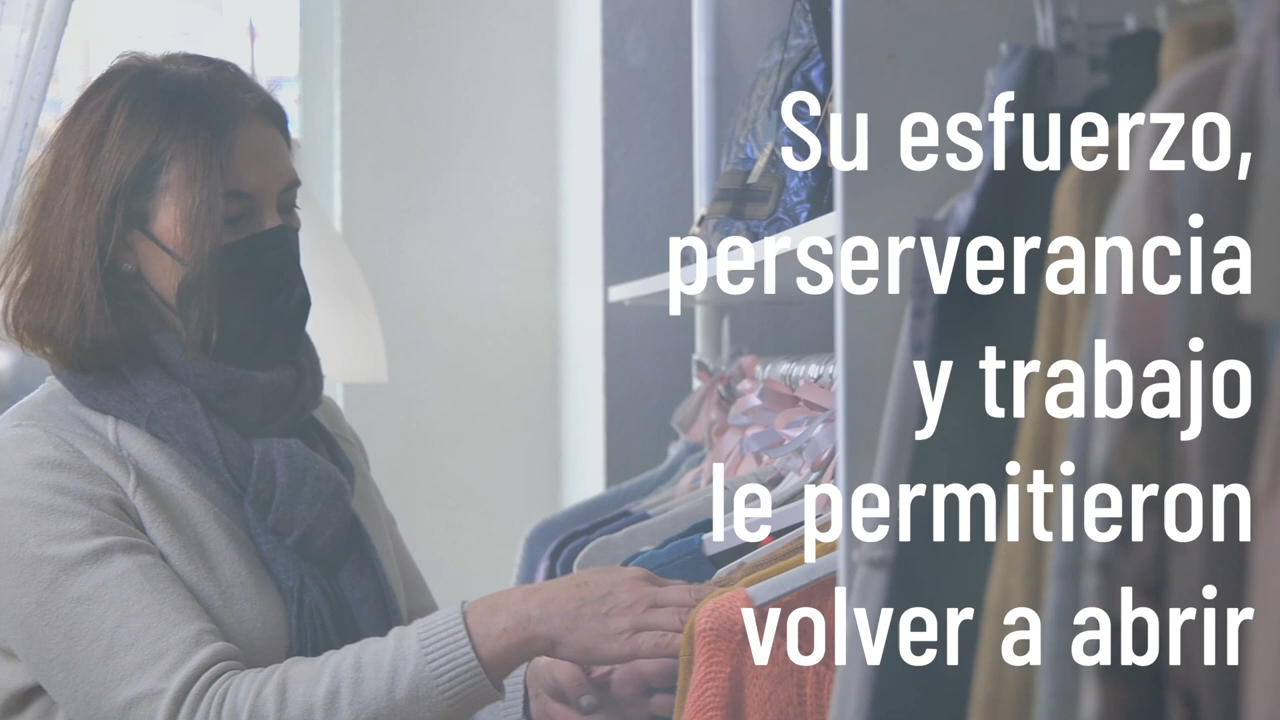 Su esfuerzo,
perserverancia
y trabajo
le permitieron
volver a abrir